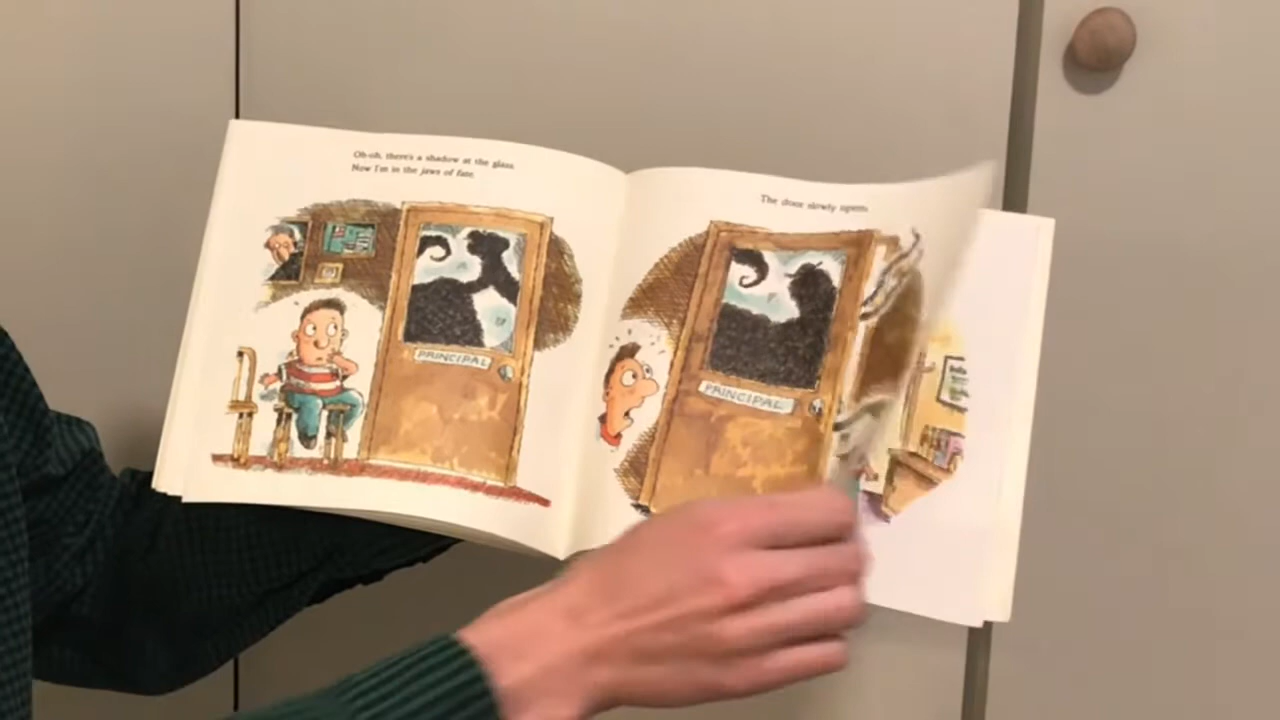 Oh-oh, there's a shadow at the glass.
Now I'm in the jaws of fate.
PRINCIPAL
The door slowly opens.
PRINCIPAL